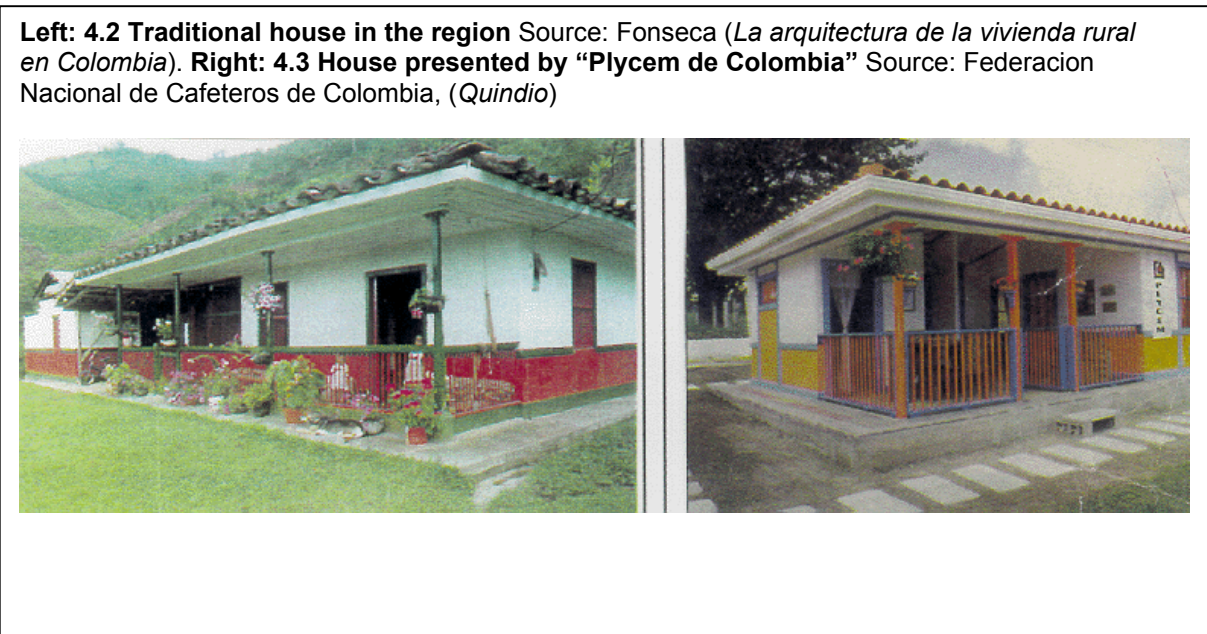 Left: 4.2 Traditional house in the region Source: Fonseca (La arquitectura de la vivienda rural
en Colombia). Right: 4.3 House presented by “Plycem de Colombia” Source: Federacion
Nacional de Cafeteros de Colombia, (Quindio)
PLYCEM